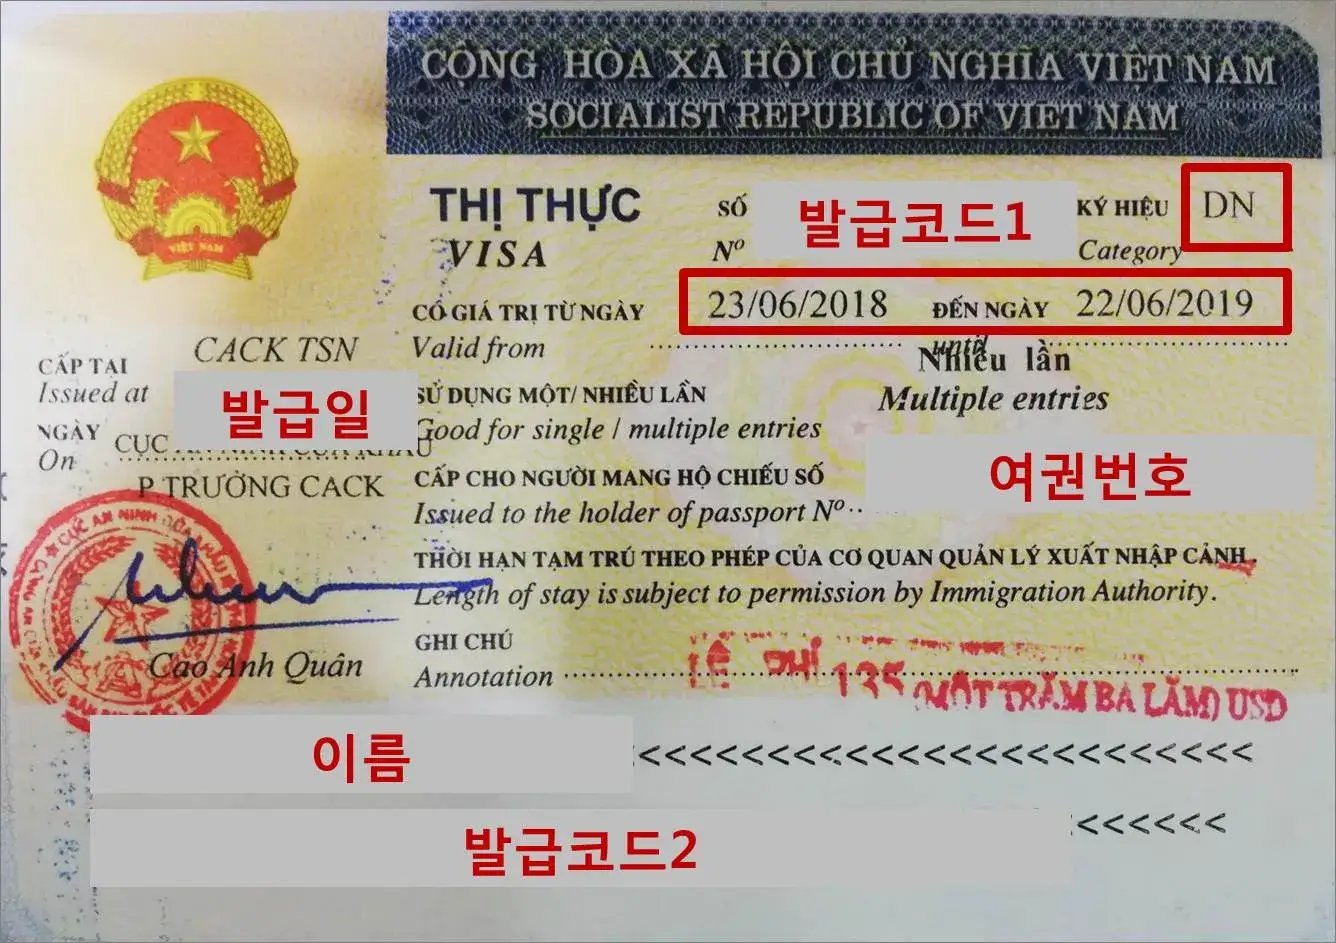 CỘNG HÒA XÃ HỘI CHỦ NGHĨA VIỆT NAM
SOCIALIST REPUBLIC OF VIET NAM
VIỆT NAM
THỊ THỰC
VISA
SỐ
Nº
발급코드1
KÝ HIỆU
Category
DN
CÓ GIÁ TRỊ TỪ NGÀY 23/06/2018 ĐẾN NGÀY 22/06/2019
Valid from until
CACK TSN
CẤP TẠI
Issued at
발급일
NGÀY
On
CỤC AN NINH CỬA KHẨU
P TRƯỞNG CACK
Cao Anh Quân
Nhiều lần
SỬ DỤNG MỘT/ NHIỀU LẦN
Multiple entries
Good for single / multiple entries
CẤP CHO NGƯỜI MANG HỘ CHIẾU SỐ
여권번호
Issued to the holder of passport Nº
THỜI HẠN TẠM TRÚ THEO PHÉP CỦA CƠ QUAN QUẢN LÝ XUẤT NHẬP CẢNH.
Length of stay is subject to permission by Immigration Authority.
GHI CHÚ
Annotation
LỆ PHÍ 135 (MỘT TRĂM BA LĂM) USD
이름 <<<<<<<<<<<<<<<<<<<<<<<<<<
발급코드2 <<<<<<<